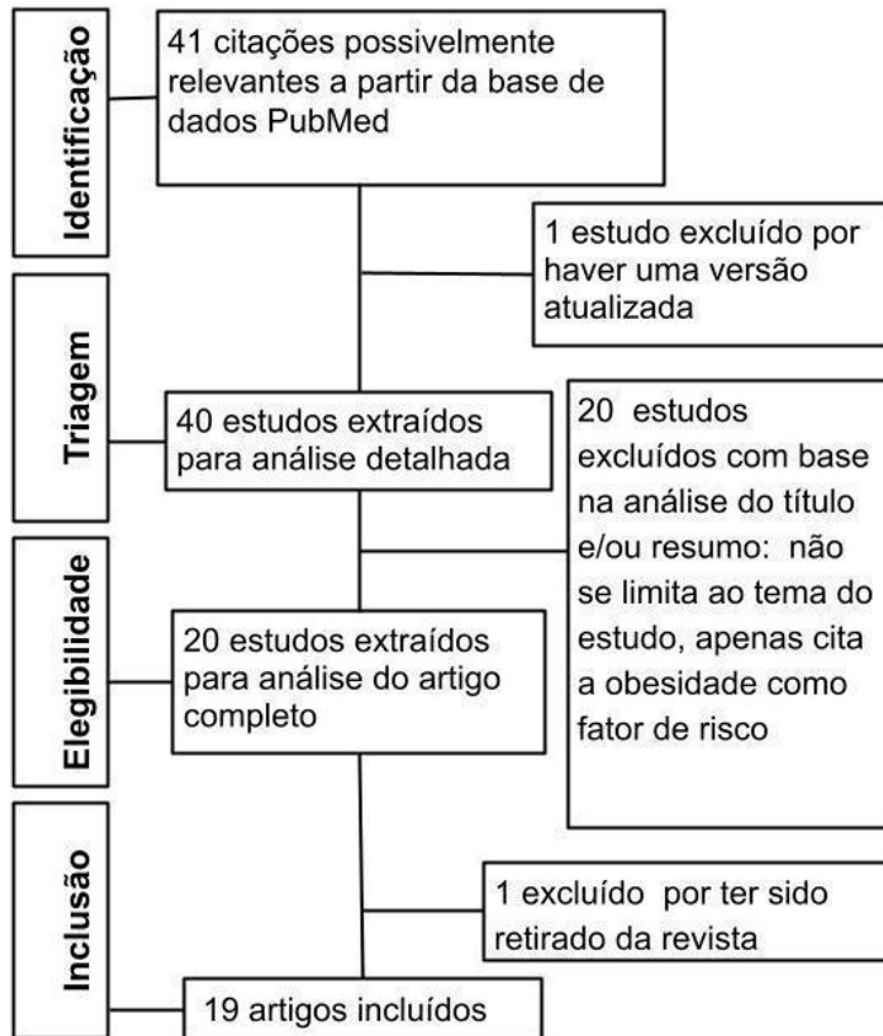 Identificação
41 citações possivelmente
relevantes a partir da base de
dados PubMed
1 estudo excluído por
haver uma versão
atualizada
Triagem
40 estudos extraídos
para análise detalhada
20 estudos
excluídos com base
na análise do título
e/ou resumo: não
se limita ao tema do
estudo, apenas cita
a obesidade como
fator de risco
Elegibilidade
20 estudos extraídos
para análise do artigo
completo
Inclusão
1 excluído por ter sido
retirado da revista
19 artigos incluídos